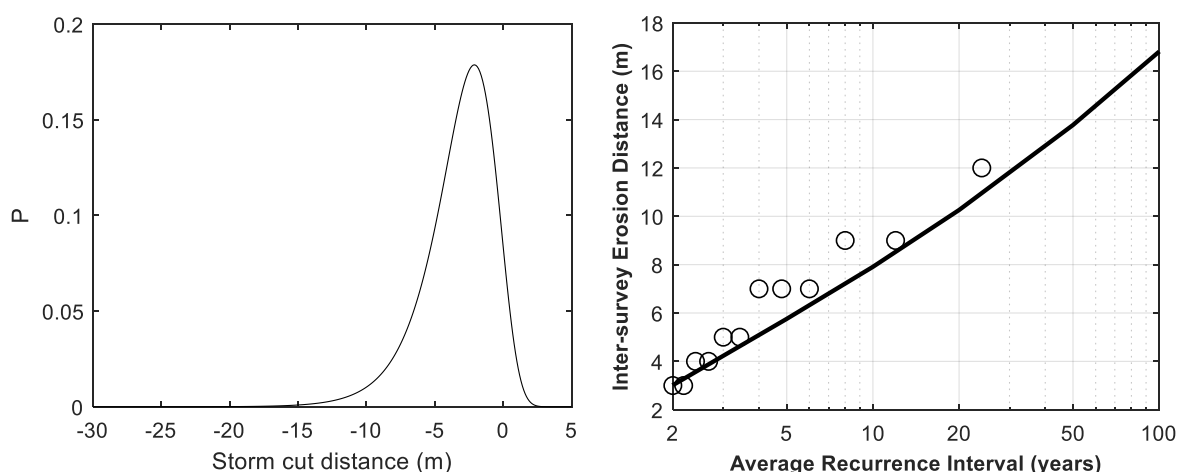 0.2
0.15
0.1
0.05
0
P
-30 -25 -20 -15 -10 -5 0 5
Storm cut distance (m)
18
16
14
12
10
8
6
4
2
Inter-survey Erosion Distance (m)
2 5 10 20 50 100
Average Recurrence Interval (years)